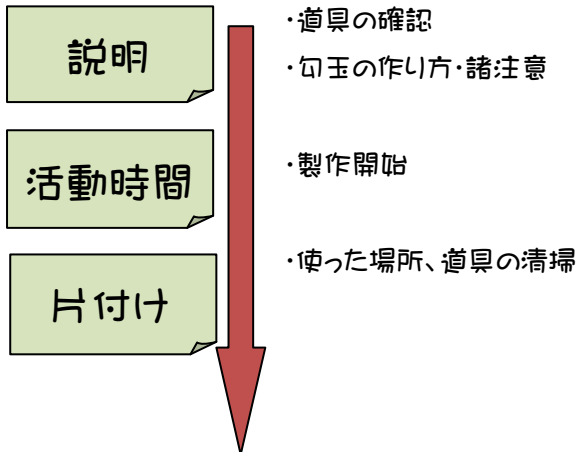 説明
・道具の確認
・勾玉の作り方・諸注意
活動時間
・製作開始
片付け
・使った場所、道具の清掃